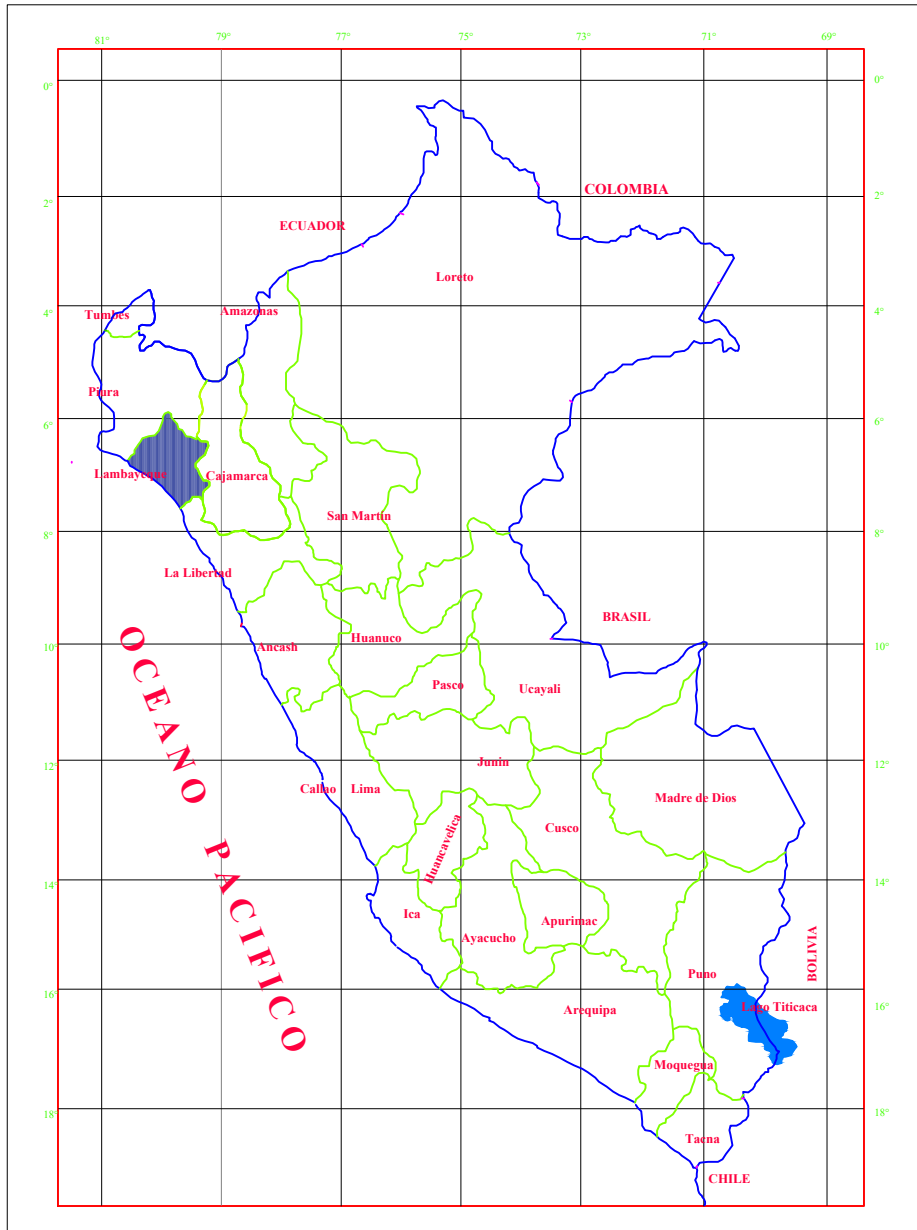 81° 79° 77° 75° 73° 71° 69°
0° 0°
COLOMBIA
2° 2°
ECUADOR
Loreto
4° 4°
Tumbes Amazonas
Piura
6° 6°
Lambayeque Cajamarca
San Martín
8° 8°
La Libertad
BRASIL
10° 10°
Ancash Huanuco
Pasco Ucayali
OCEANO PACIFICO
12° 12°
Callao Lima Junin
Madre de Dios
Huancavelica Cusco
14° 14°
Ica Ayacucho Apurimac
BOLIVIA
Puno
16° 16°
Arequipa Lago Titicaca
Moquegua
18° 18°
Tacna
CHILE